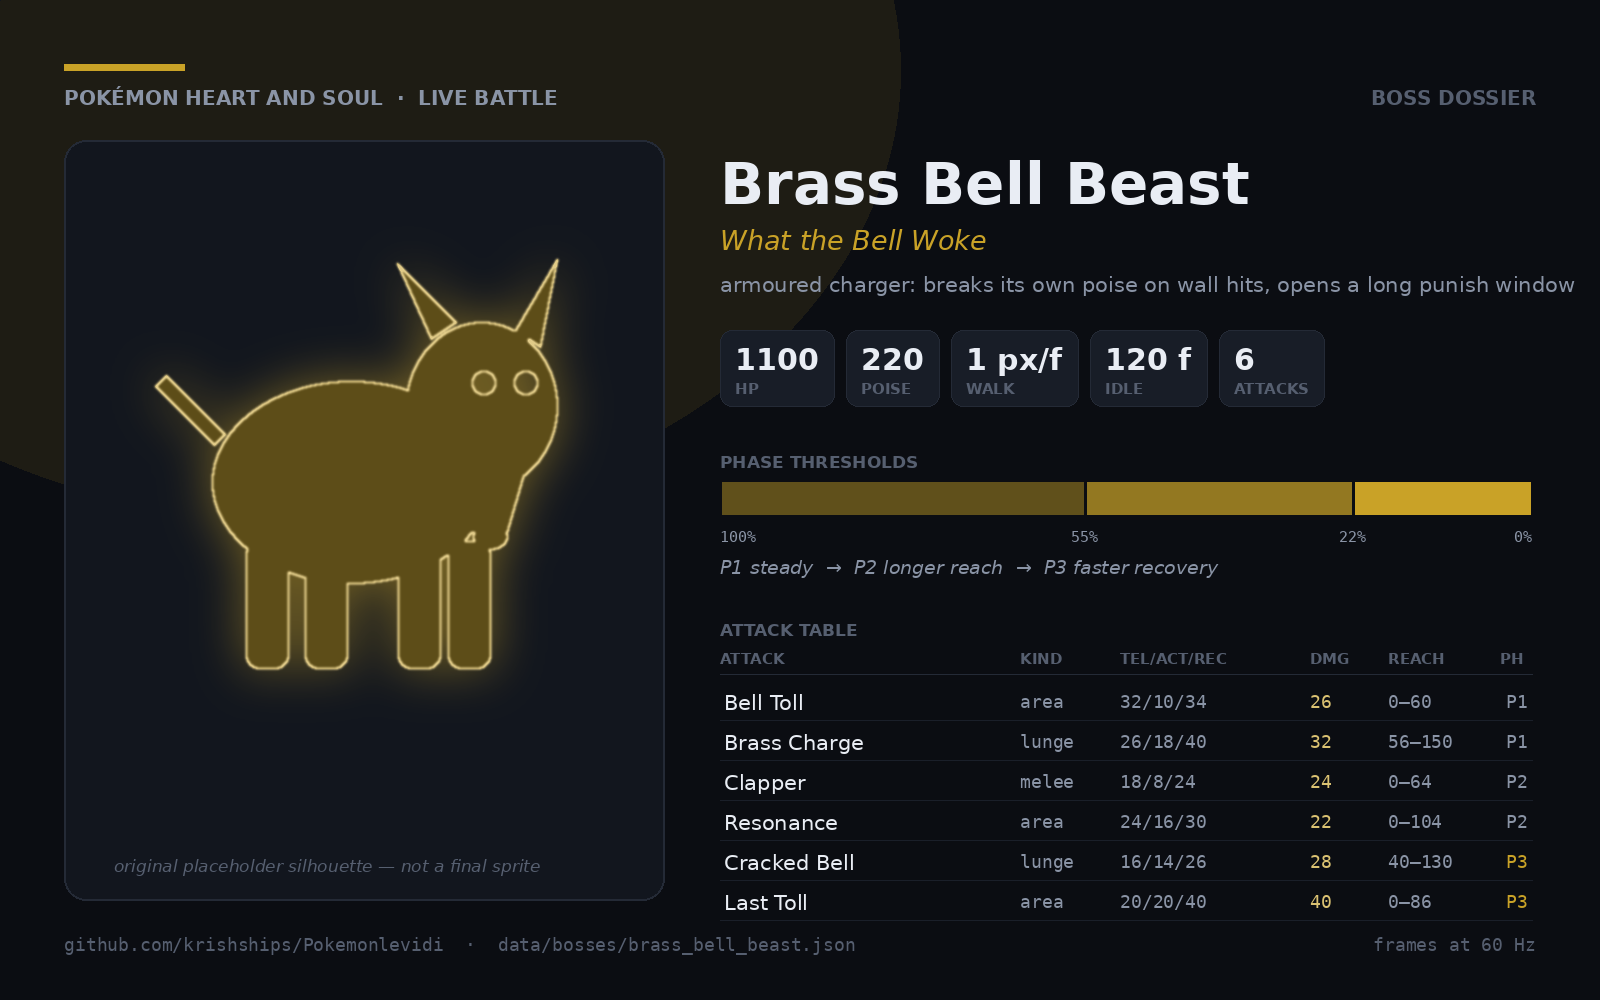 POKÉMON HEART AND SOUL · LIVE BATTLE
BOSS DOSSIER
Brass Bell Beast
What the Bell Woke
armoured charger: breaks its own poise on wall hits, opens a long punish window
1100 220 1 px/f 120 f 6
HP POISE WALK IDLE ATTACKS
PHASE THRESHOLDS
100% 55% 22% 0%
P1 steady → P2 longer reach → P3 faster recovery
ATTACK TABLE
ATTACK KIND TEL/ACT/REC DMG REACH PH
Bell Toll area 32/10/34 26 0–60 P1
Brass Charge lunge 26/18/40 32 56–150 P1
Clapper melee 18/8/24 24 0–64 P2
Resonance area 24/16/30 22 0–104 P2
Cracked Bell lunge 16/14/26 28 40–130 P3
Last Toll area 20/20/40 40 0–86 P3
original placeholder silhouette — not a final sprite
github.com/krishships/Pokemonlevidi · data/bosses/brass_bell_beast.json
frames at 60 Hz